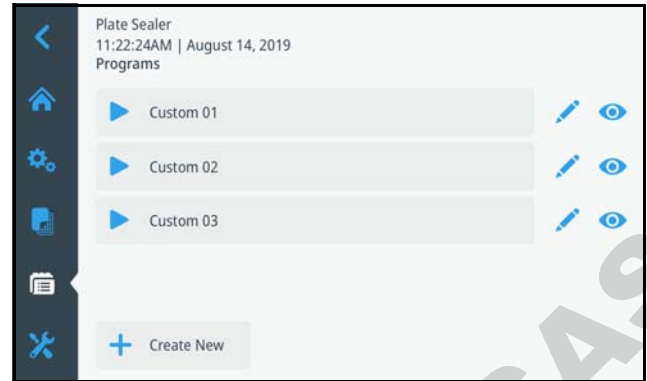 Plate Sealer
11:22:24AM | August 14, 2019
Programs
Custom 01
Custom 02
Custom 03
Create New